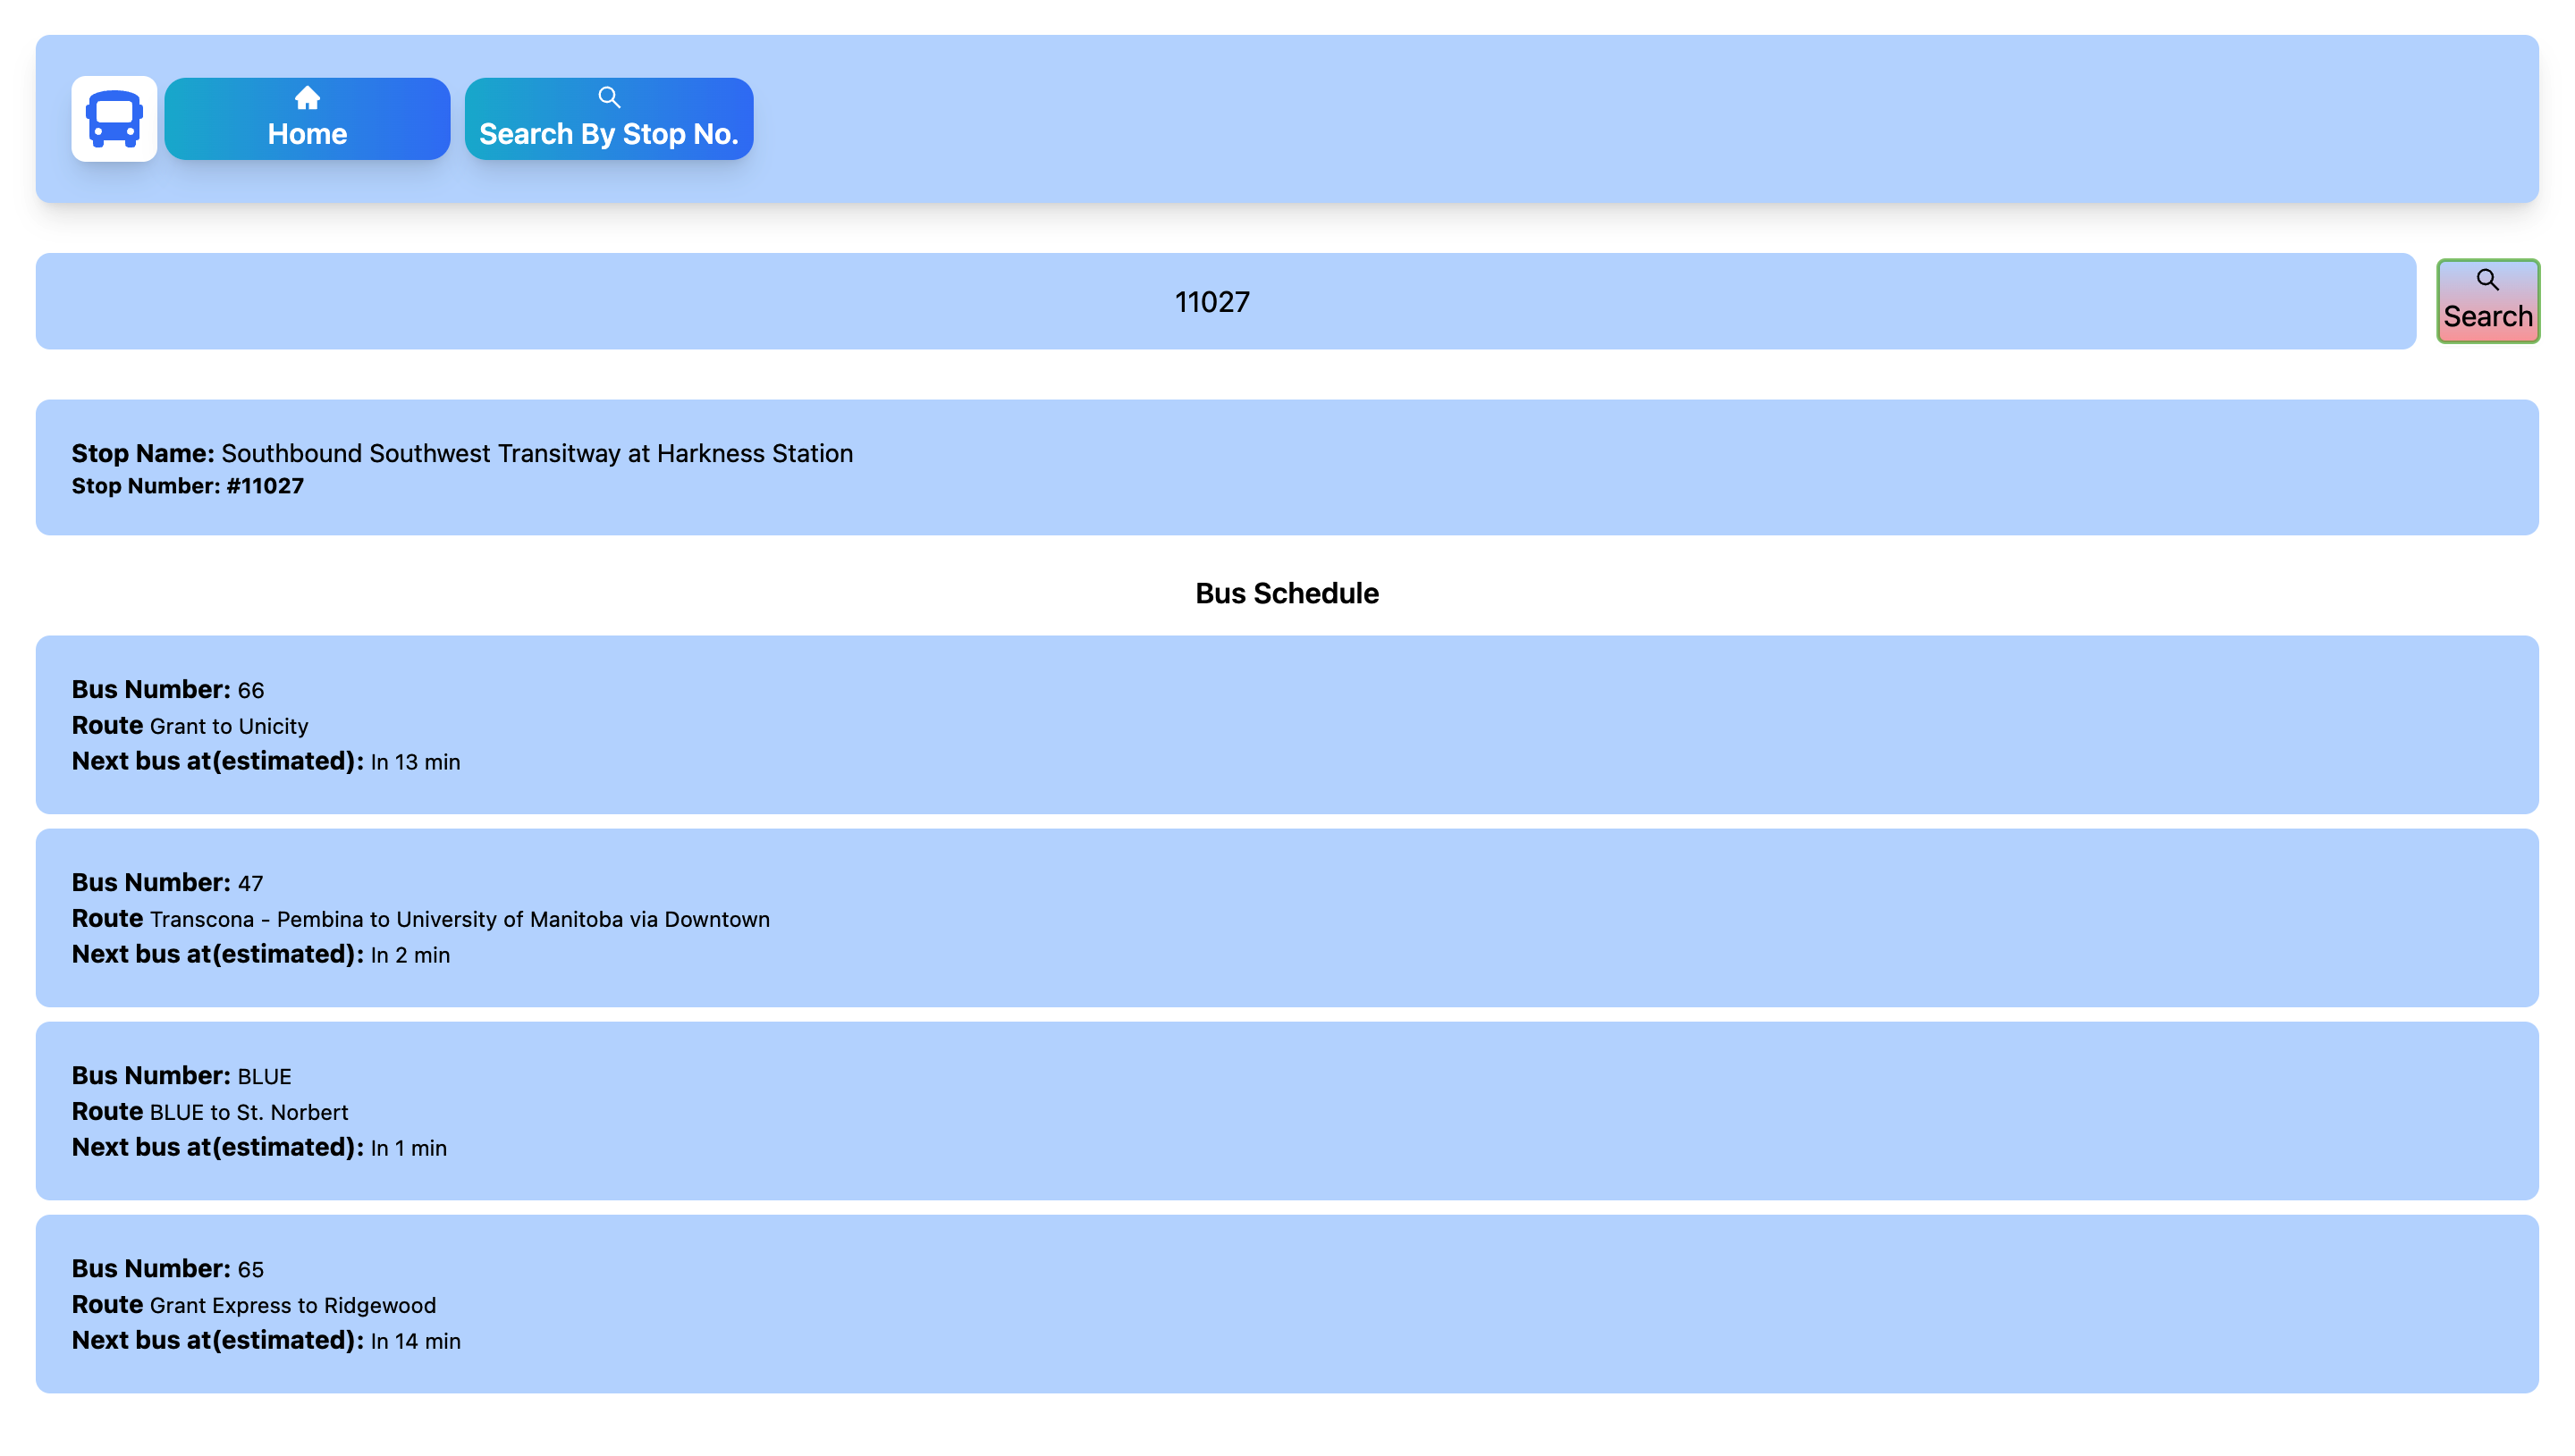 Home
Search By Stop No.
11027
Search
Stop Name: Southbound Southwest Transitway at Harkness Station
Stop Number: #11027
Bus Schedule
Bus Number: 66
Route Grant to Unicity
Next bus at(estimated): In 13 min
Bus Number: 47
Route Transcona - Pembina to University of Manitoba via Downtown
Next bus at(estimated): In 2 min
Bus Number: BLUE
Route BLUE to St. Norbert
Next bus at(estimated): In 1 min
Bus Number: 65
Route Grant Express to Ridgewood
Next bus at(estimated): In 14 min